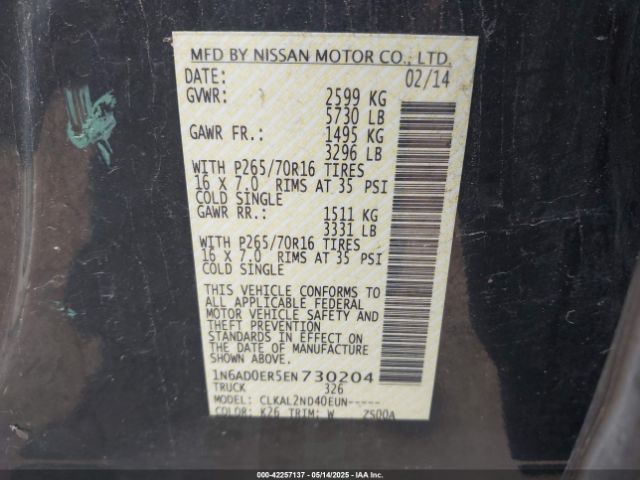 MFD BY NISSAN MOTOR CO., LTD.
DATE: 02/14
GVWR: 2599 KG
5730 LB
GAWR FR.: 1495 KG
3296 LB
WITH P265/70R16 TIRES
16 X 7.0 RIMS AT 35 PSI
COLD SINGLE
GAWR RR.: 1511 KG
3331 LB
WITH P265/70R16 TIRES
16 X 7.0 RIMS AT 35 PSI
COLD SINGLE
THIS VEHICLE CONFORMS TO
ALL APPLICABLE FEDERAL
MOTOR VEHICLE SAFETY AND
THEFT PREVENTION
STANDARDS IN EFFECT ON
THE DATE OF MANUFACTURE
SHOWN ABOVE.
1N6AD0ER5EN730204
TRUCK 326
MODEL: CLKAL2ND40EUN-----
COLOR: K26 TRIM: W 2S00A
000-42257137 - 05/14/2025 - IAAI.COM